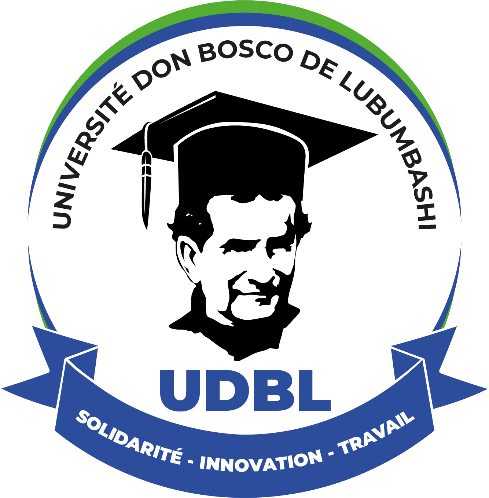 UNIVERSITÉ DON BOSCO DE LUBUMBASHI
UDBL
SOLIDARITÉ - INNOVATION - TRAVAIL